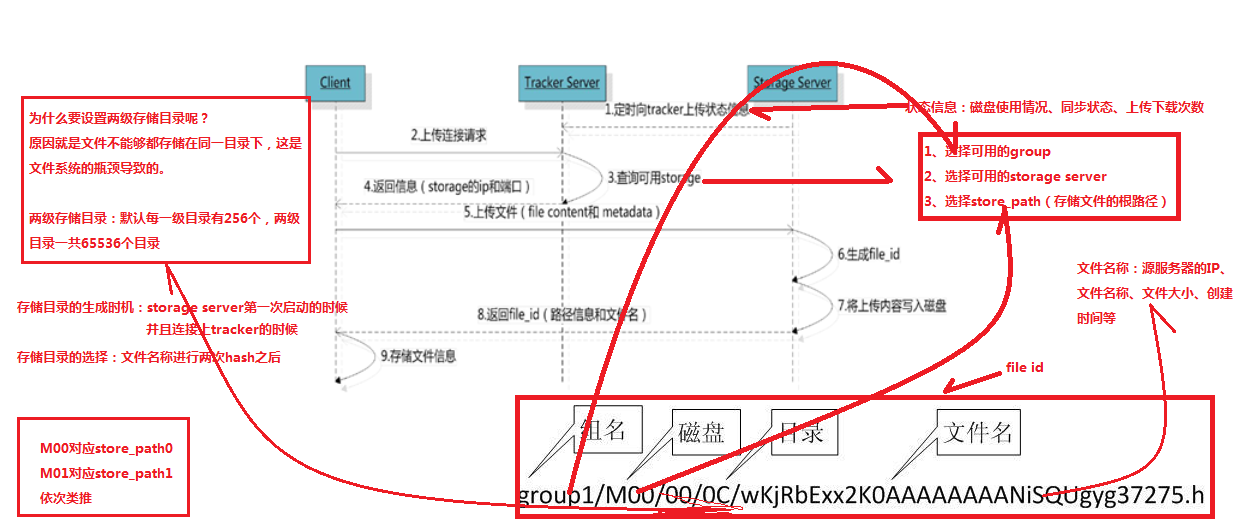 Client
Tracker Server
Storage Server
为什么要设置两级存储目录呢？
原因就是文件不能够都存储在同一目录下，这是
文件系统的瓶颈导致的。
两级存储目录：默认每一级目录有256个，两级
目录一共65536个目录
1.定时向tracker上传状态信息
状态信息：磁盘使用情况、同步状态、上传下载次数
2.上传连接请求
1、选择可用的group
2、选择可用的storage server
3、选择store_path（存储文件的根路径）
3.查询可用storage
4.返回信息（storage的ip和端口）
5.上传文件（file content和 metadata）
6.生成file_id
文件名称：源服务器的IP、
文件名称、文件大小、创建
时间等
存储目录的生成时机：storage server第一次启动的时候
并且连接上tracker的时候
7.将上传内容写入磁盘
8.返回file_id（路径信息和文件名）
存储目录的选择：文件名称进行两次hash之后
9.存储文件信息
file id
M00对应store_path0
M01对应store_path1
依次类推
组名
磁盘
目录
文件名
group1/M00/00/0C/wKjRbExx2K0AAAAAAAANiSQUgyg37275.h